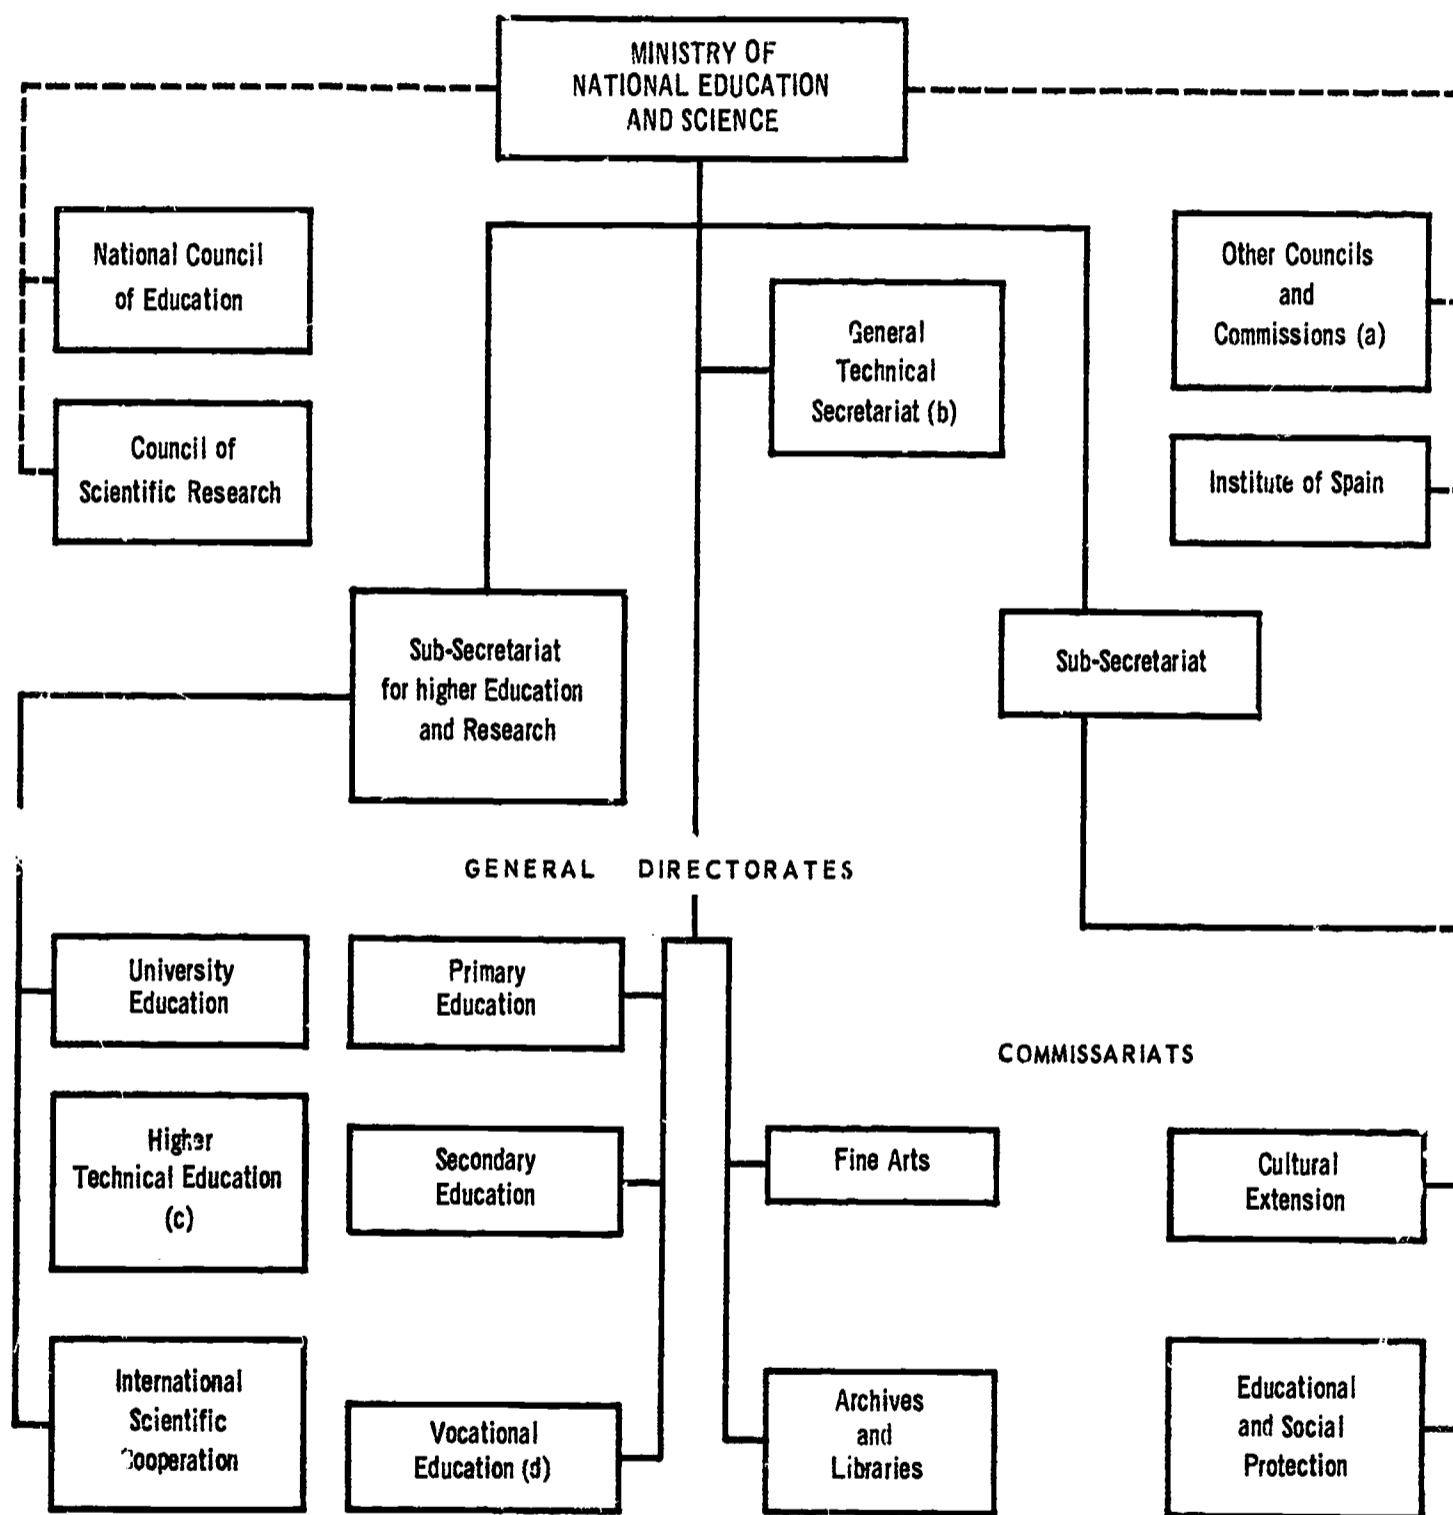 MINISTRY OF
NATIONAL EDUCATION
AND SCIENCE
National Council
of Education
Other Councils
and
Commissions (a)
General
Technical
Secretariat (b)
Council of
Scientific Research
Institute of Spain
Sub-Secretariat
for higher Education
and Research
Sub-Secretariat
GENERAL DIRECTORATES
University
Education
Primary
Education
COMMISSARIATS
Higher
Technical Education
(c)
Secondary
Education
Fine Arts
Cultural
Extension
International
Scientific
Cooperation
Vocational
Education (d)
Archives
and
Libraries
Educational
and Social
Protection